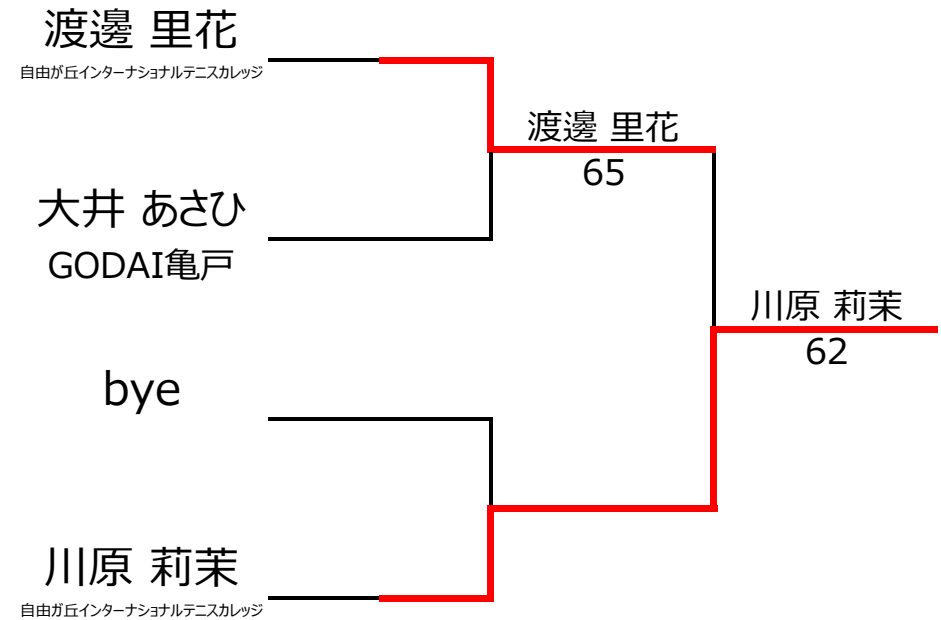 渡邊 里花
自由が丘インターナショナルテニスカレッジ
渡邊 里花
65
大井 あさひ
GODAI亀戸
川原 莉茉
62
bye
川原 莉茉
自由が丘インターナショナルテニスカレッジ